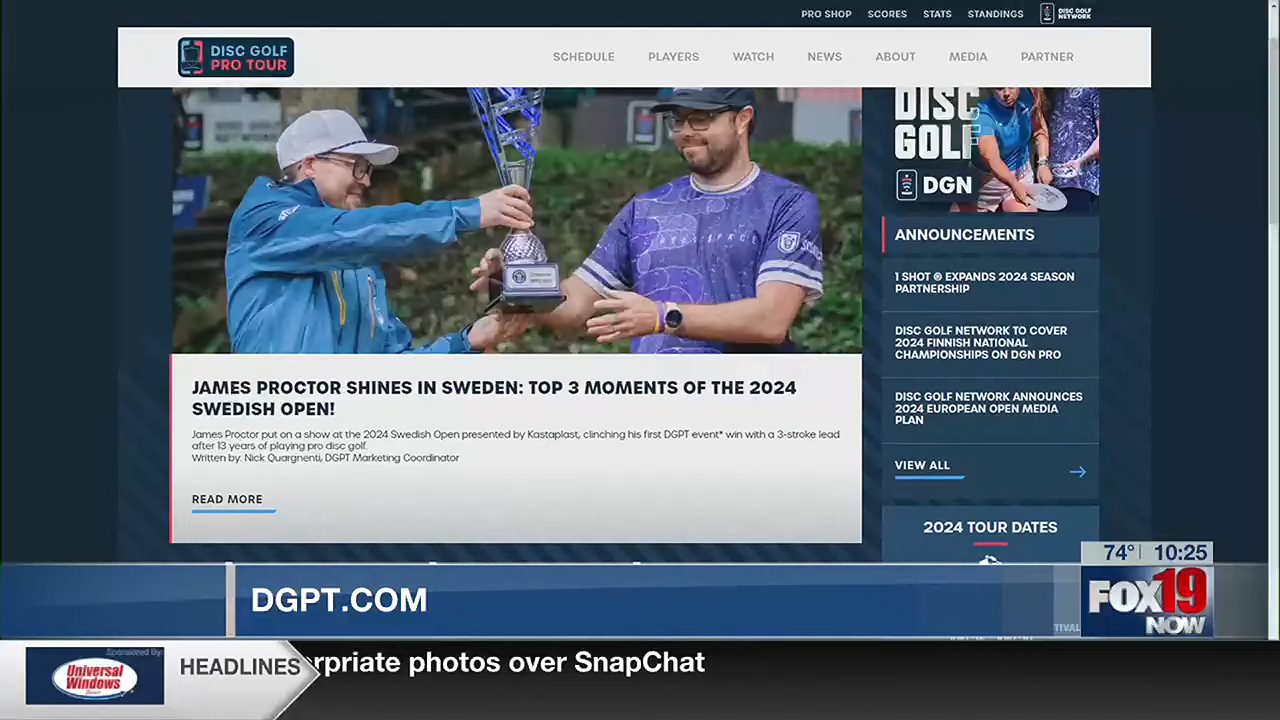 PRO SHOP SCORES STATS STANDINGS DISC GOLF NETWORK
DISC GOLF
PRO TOUR
SCHEDULE PLAYERS WATCH NEWS ABOUT MEDIA PARTNER
DISC
GOLF
DGN
ANNOUNCEMENTS
1 SHOT ® EXPANDS 2024 SEASON
PARTNERSHIP
DISC GOLF NETWORK TO COVER
2024 FINNISH NATIONAL
CHAMPIONSHIPS ON DGN PRO
DISC GOLF NETWORK ANNOUNCES
2024 EUROPEAN OPEN MEDIA
PLAN
VIEW ALL
2024 TOUR DATES
JAMES PROCTOR SHINES IN SWEDEN: TOP 3 MOMENTS OF THE 2024
SWEDISH OPEN!
James Proctor put on a show at the 2024 Swedish Open presented by Kastaplast, clinching his first DGPT event* win with a 3-stroke lead
after 13 years of playing pro disc golf.
Written by: Nick Quargnenti, DGPT Marketing Coordinator
READ MORE
74° 10:25
DGPT.COM
FOX19
NOW
TIVAL
Sponsored By:
Universal
Windows
Direct
HEADLINES
rpriate photos over SnapChat